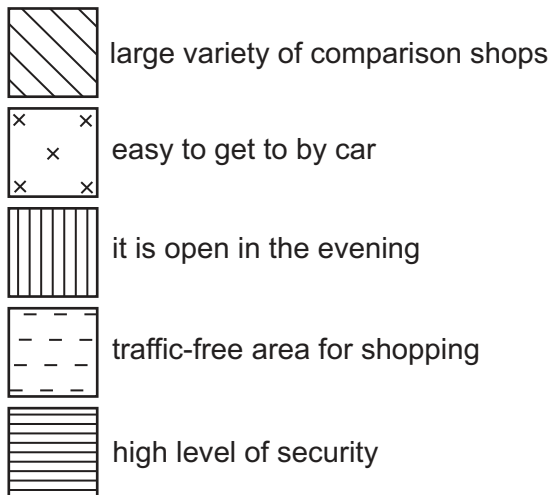 large variety of comparison shops
easy to get to by car
it is open in the evening
traffic-free area for shopping
high level of security